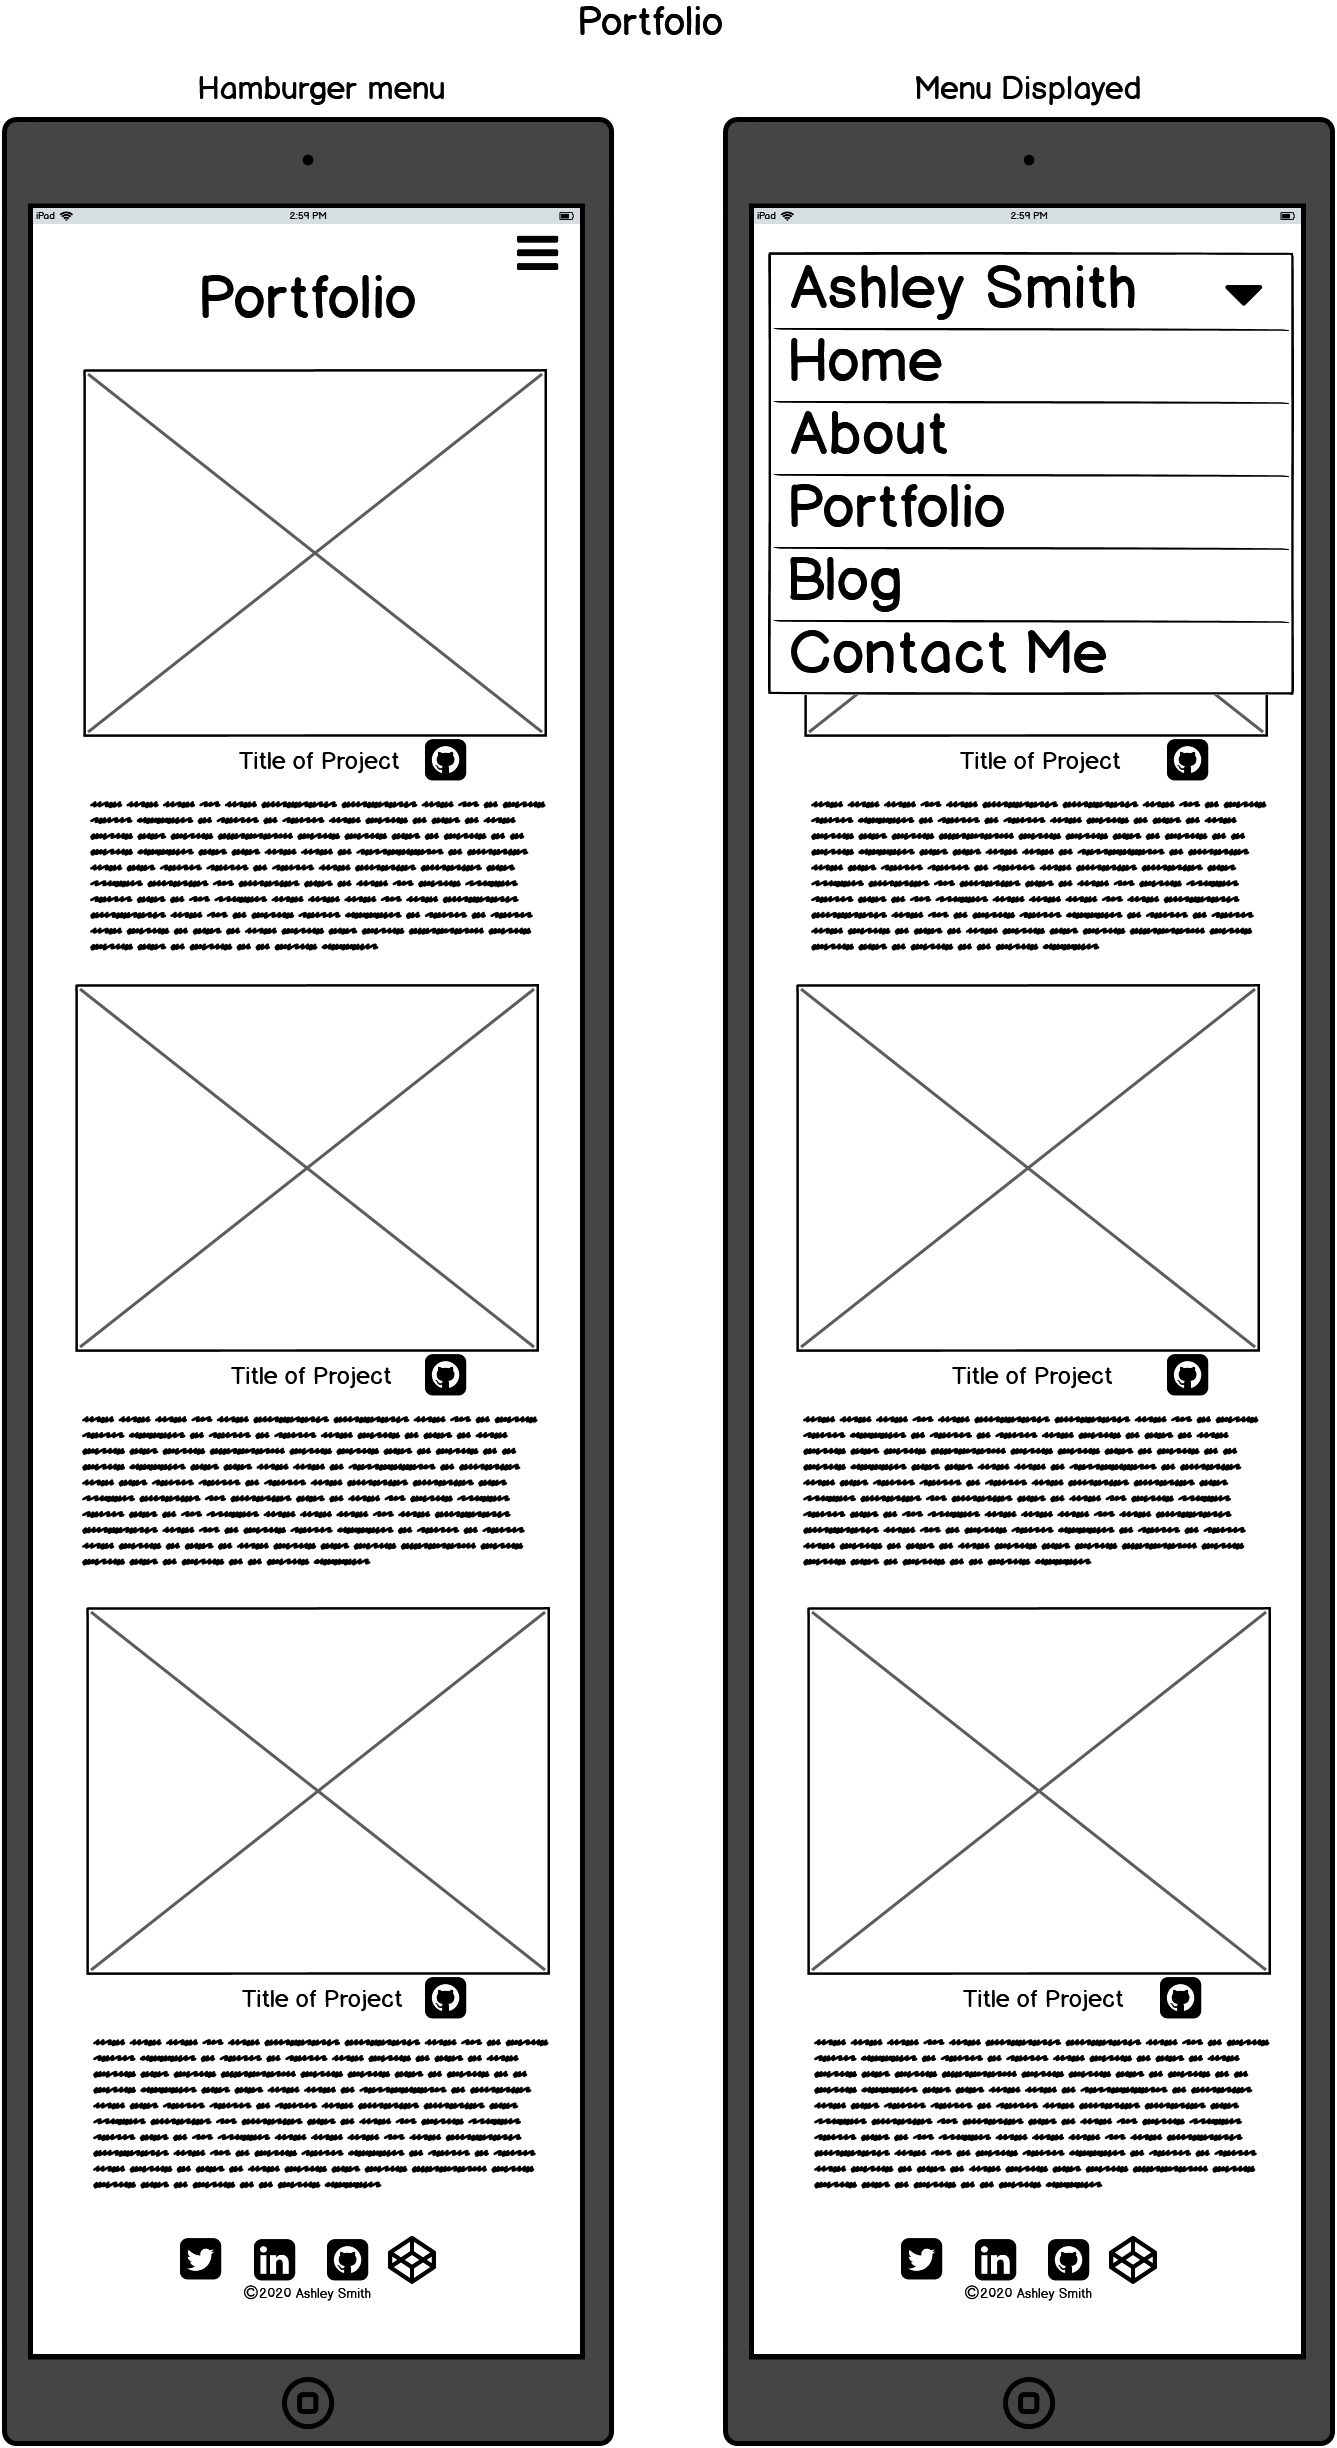 Portfolio
Hamburger menu
iPad 2:59 PM
Portfolio
Title of Project
Title of Project
Title of Project
in
©2020 Ashley Smith
Menu Displayed
iPad 2:59 PM
Ashley Smith
Home
About
Portfolio
Blog
Contact Me
Title of Project
Title of Project
Title of Project
in
©2020 Ashley Smith